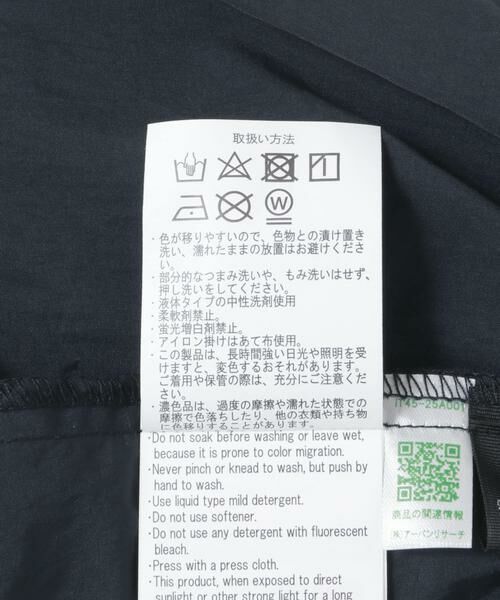 取扱い方法
W
・色が移りやすいので、色物との漬け置き
洗い、濡れたままの放置はお避けくださ
い。
・部分的なつまみ洗いや、もみ洗いはせず、
押し洗いをしてください。
・液体タイプの中性洗剤使用
・柔軟剤禁止。
・蛍光増白剤禁止。
・アイロン掛けはあて布使用。
・この製品は、長時間強い日光や照明を受
けますと、変色するおそれがあります。
ご着用や保管の際は、充分にご注意くだ
さい。
・濃色品は、過度の摩擦や濡れた状態での
摩擦で色落ちしたり、他の衣類や持ち物
に色移りすることがあります。
・Do not soak before washing or leave wet,
because it is prone to color migration.
・Never pinch or knead to wash, but push by
hand to wash.
・Use liquid type mild detergent.
・Do not use softener.
・Do not use any detergent with fluorescent
bleach.
・Press with a press cloth.
・This product, when exposed to direct
sunlight or other strong light for a long
IT45-25A001
商品の関連情報
㈱アーバンリサーチ